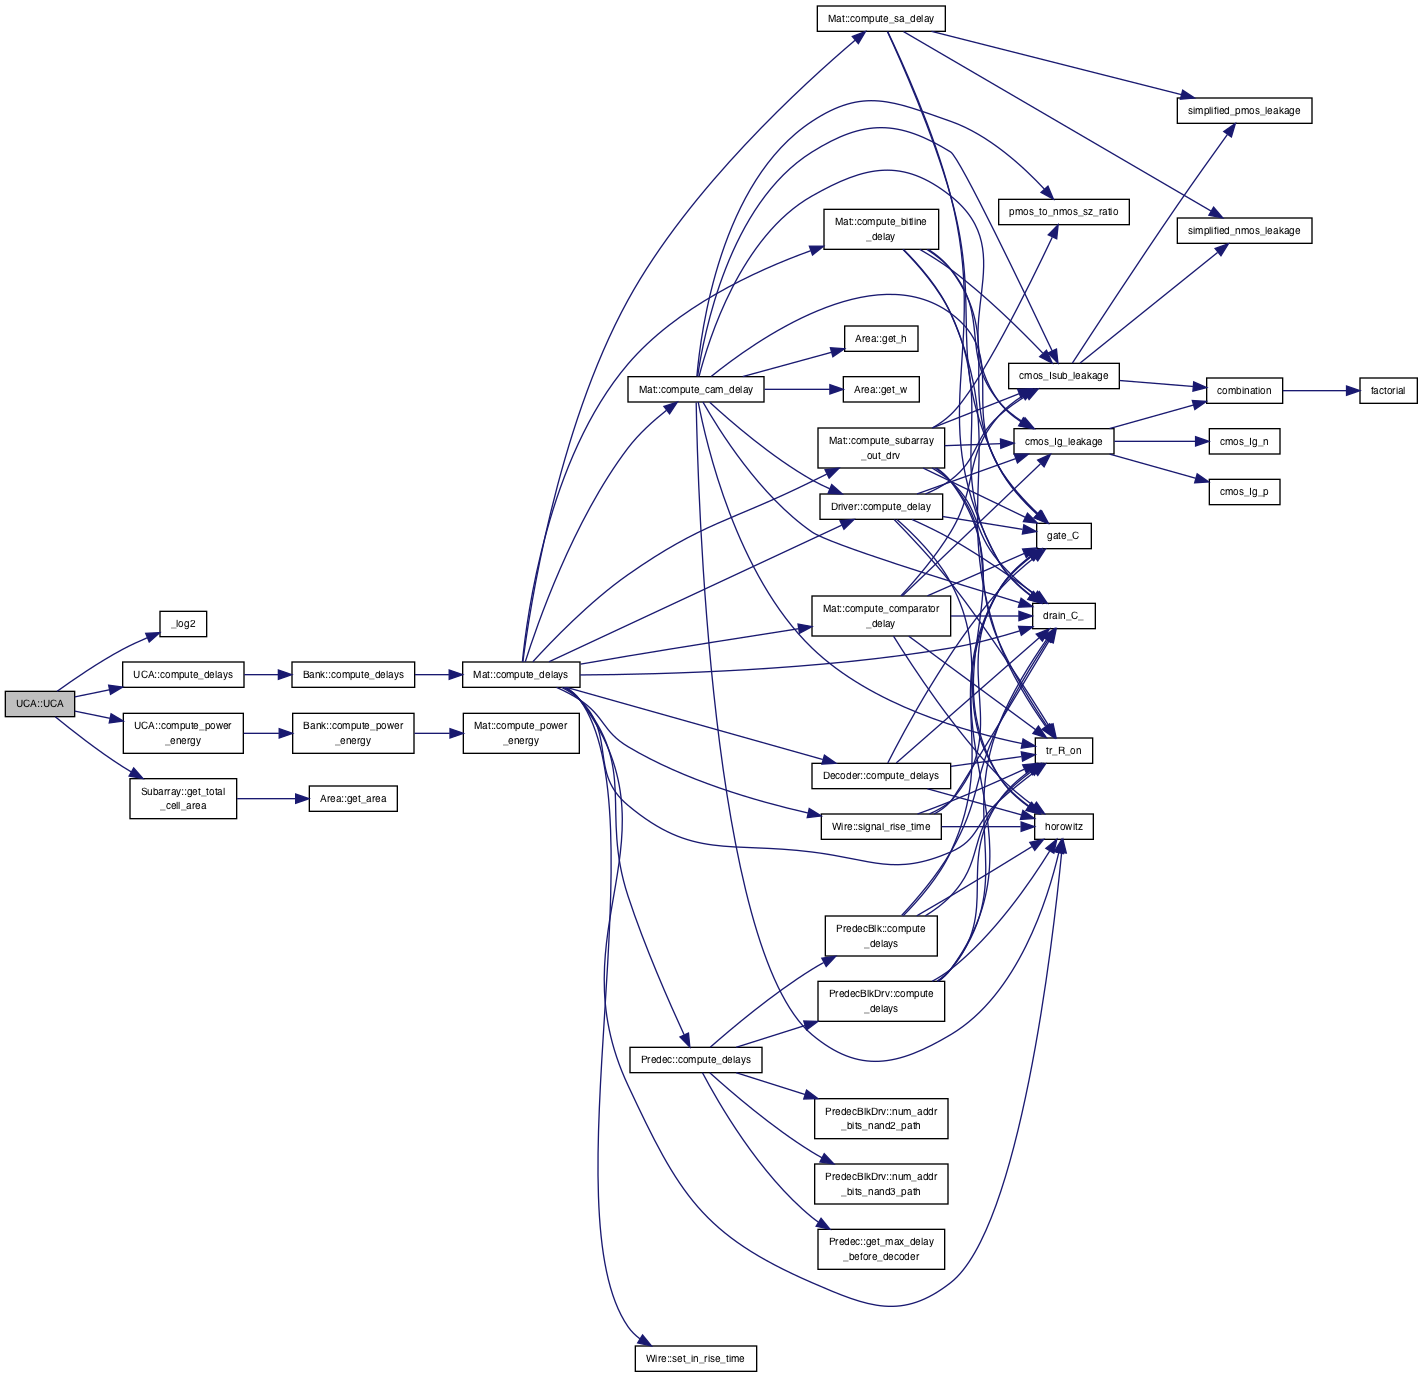 Mat::compute_sa_delay
simplified_pmos_leakage
pmos_to_nmos_sz_ratio
Mat::compute_bitline
_delay
simplified_nmos_leakage
Area::get_h
cmos_Isub_leakage
Mat::compute_cam_delay
Area::get_w
combination
factorial
Mat::compute_subarray
_out_drv
cmos_Ig_leakage
cmos_Ig_n
cmos_Ig_p
Driver::compute_delay
gate_C
_log2
Mat::compute_comparator
_delay
drain_C_
UCA::compute_delays
Bank::compute_delays
Mat::compute_delays
UCA::UCA
UCA::compute_power
_energy
Bank::compute_power
_energy
Mat::compute_power
_energy
tr_R_on
Decoder::compute_delays
Subarray::get_total
_cell_area
Area::get_area
Wire::signal_rise_time
horowitz
PredecBlk::compute
_delays
PredecBlkDrv::compute
_delays
Predec::compute_delays
PredecBlkDrv::num_addr
_bits_nand2_path
PredecBlkDrv::num_addr
_bits_nand3_path
Predec::get_max_delay
_before_decoder
Wire::set_in_rise_time